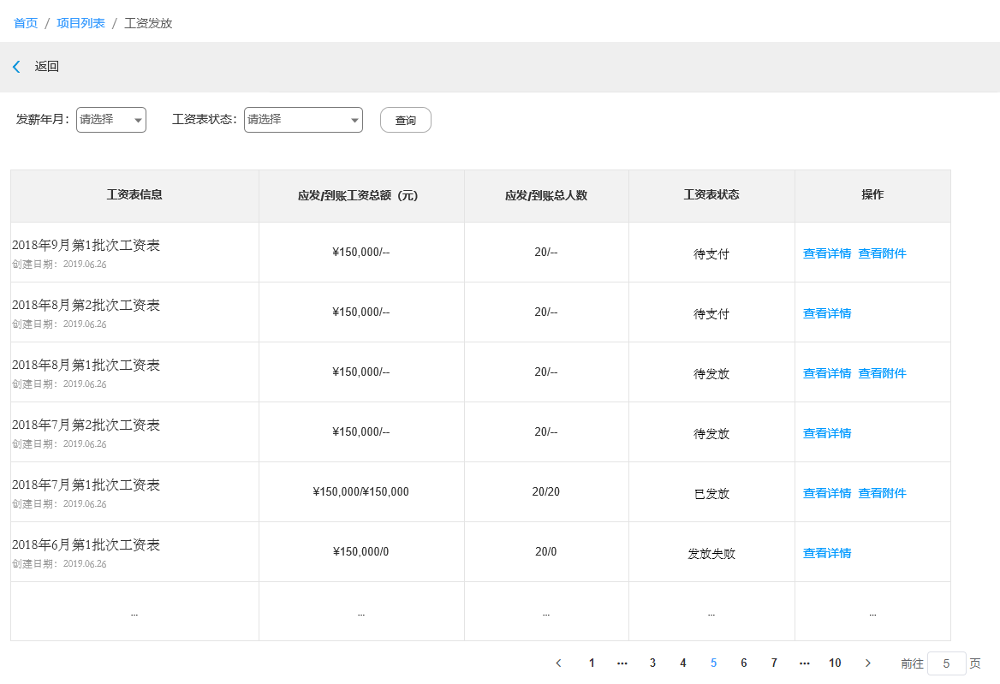 首页 / 项目列表 / 工资发放
返回
发薪年月： 请选择 工资表状态： 请选择 查询
工资表信息 应发/到账工资总额（元） 应发/到账总人数 工资表状态 操作
2018年9月第1批次工资表
创建日期：2019.06.26
¥150,000/-- 20/-- 待支付 查看详情 查看附件
2018年8月第2批次工资表
创建日期：2019.06.26
¥150,000/-- 20/-- 待支付 查看详情
2018年8月第1批次工资表
创建日期：2019.06.26
¥150,000/-- 20/-- 待发放 查看详情 查看附件
2018年7月第2批次工资表
创建日期：2019.06.26
¥150,000/-- 20/-- 待发放 查看详情
2018年7月第1批次工资表
创建日期：2019.06.26
¥150,000/¥150,000 20/20 已发放 查看详情 查看附件
2018年6月第1批次工资表
创建日期：2019.06.26
¥150,000/0 20/0 发放失败 查看详情
... ... ... ... ...
< 1 ··· 3 4 5 6 7 ··· 10 > 前往 5 页